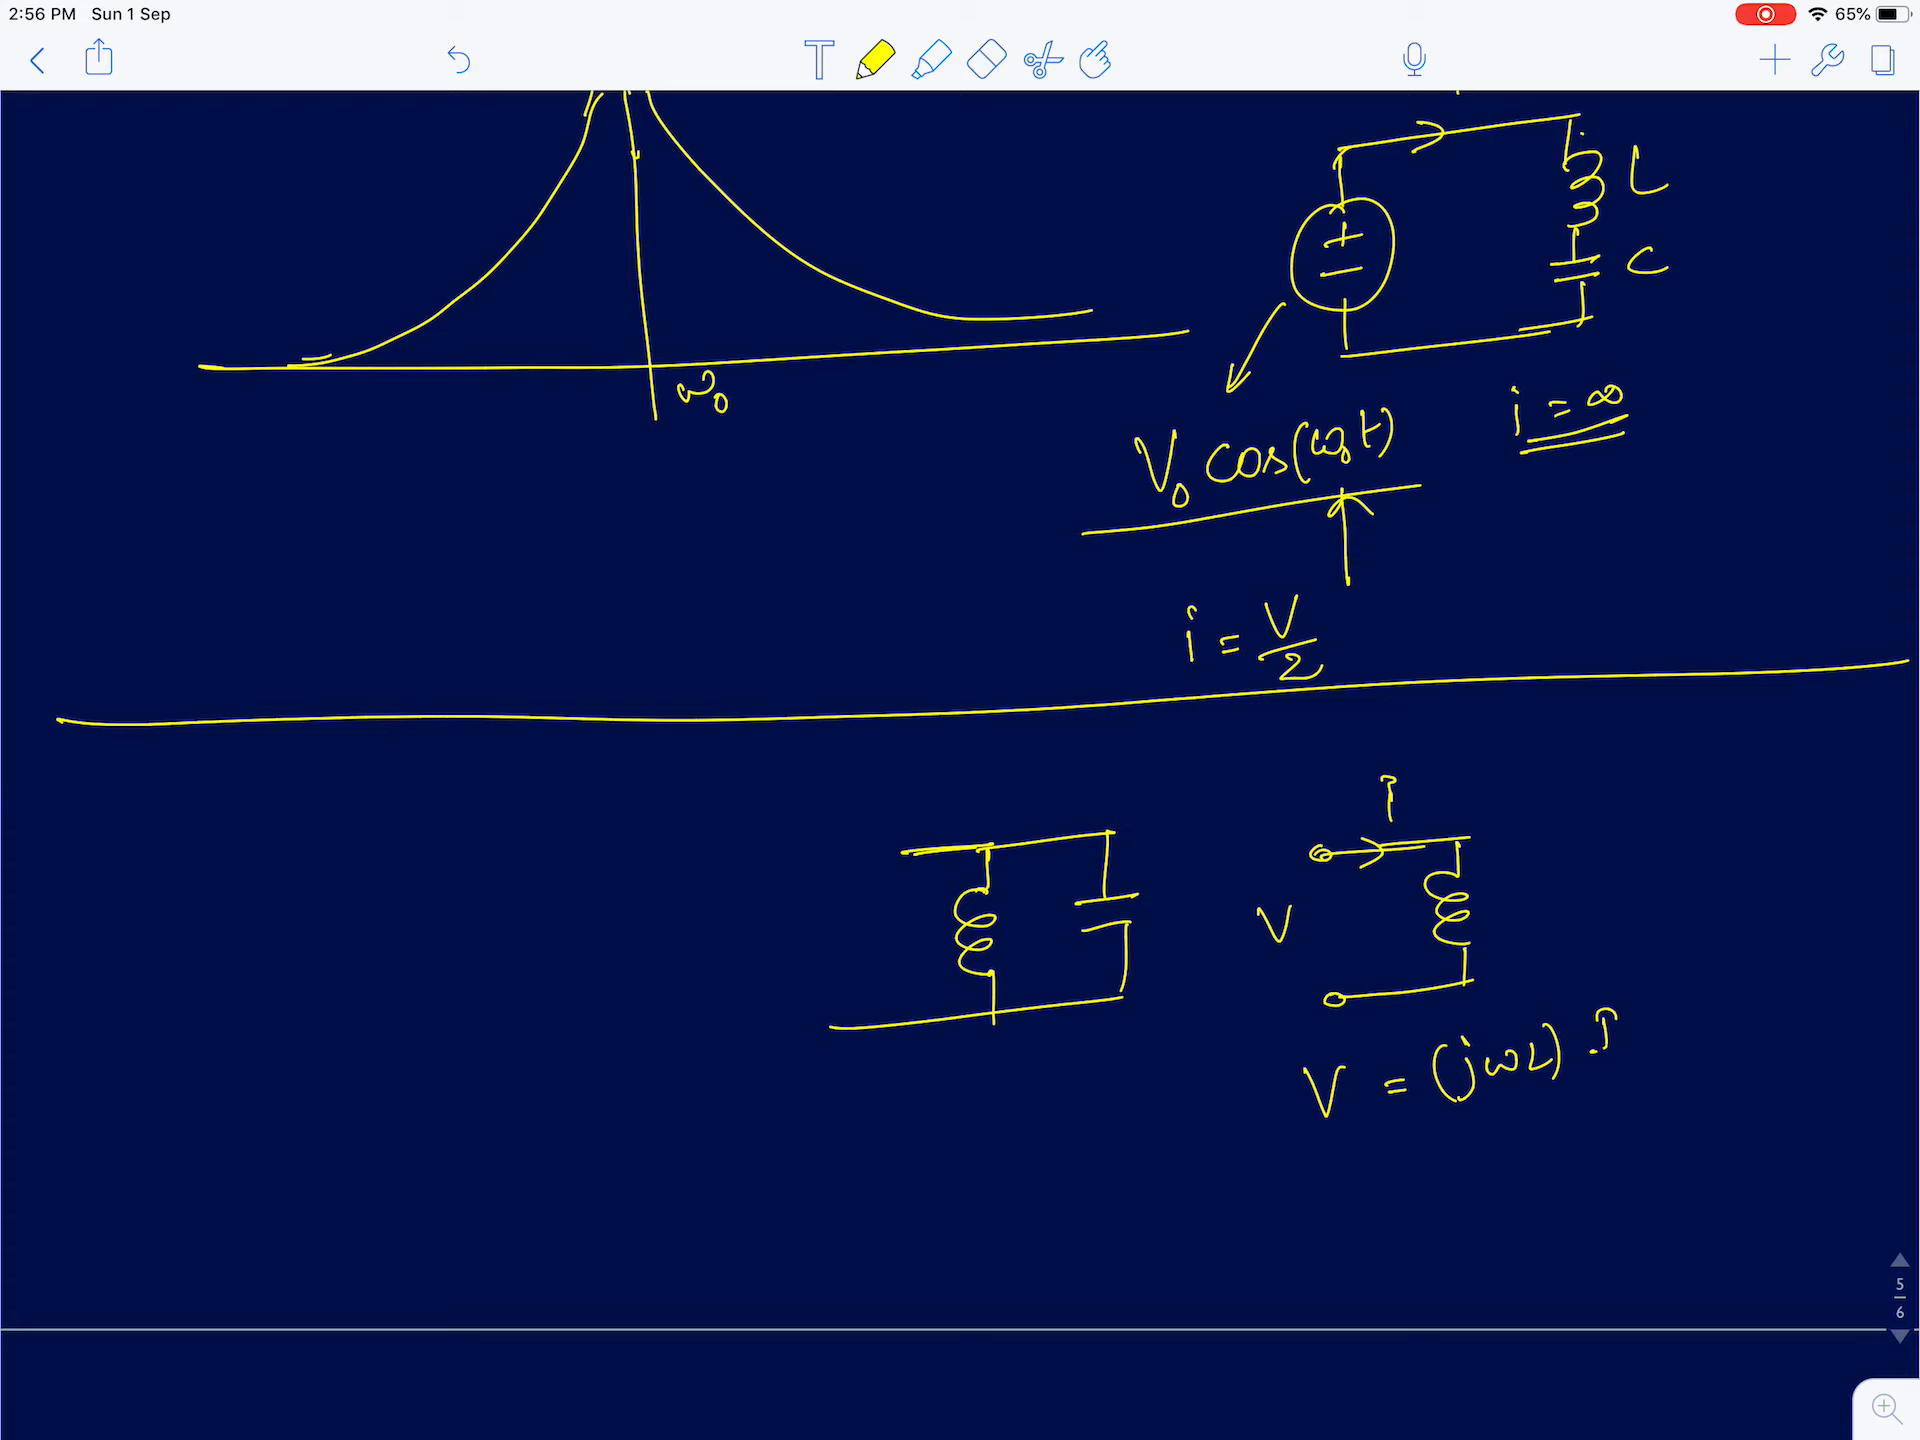 2:56 PM Sun 1 Sep 65%
T
L
C
ω₀
i = ∞
V₀ cos(ω₀t)
i = V/2
i
V
V = (jωL) . i
5
6